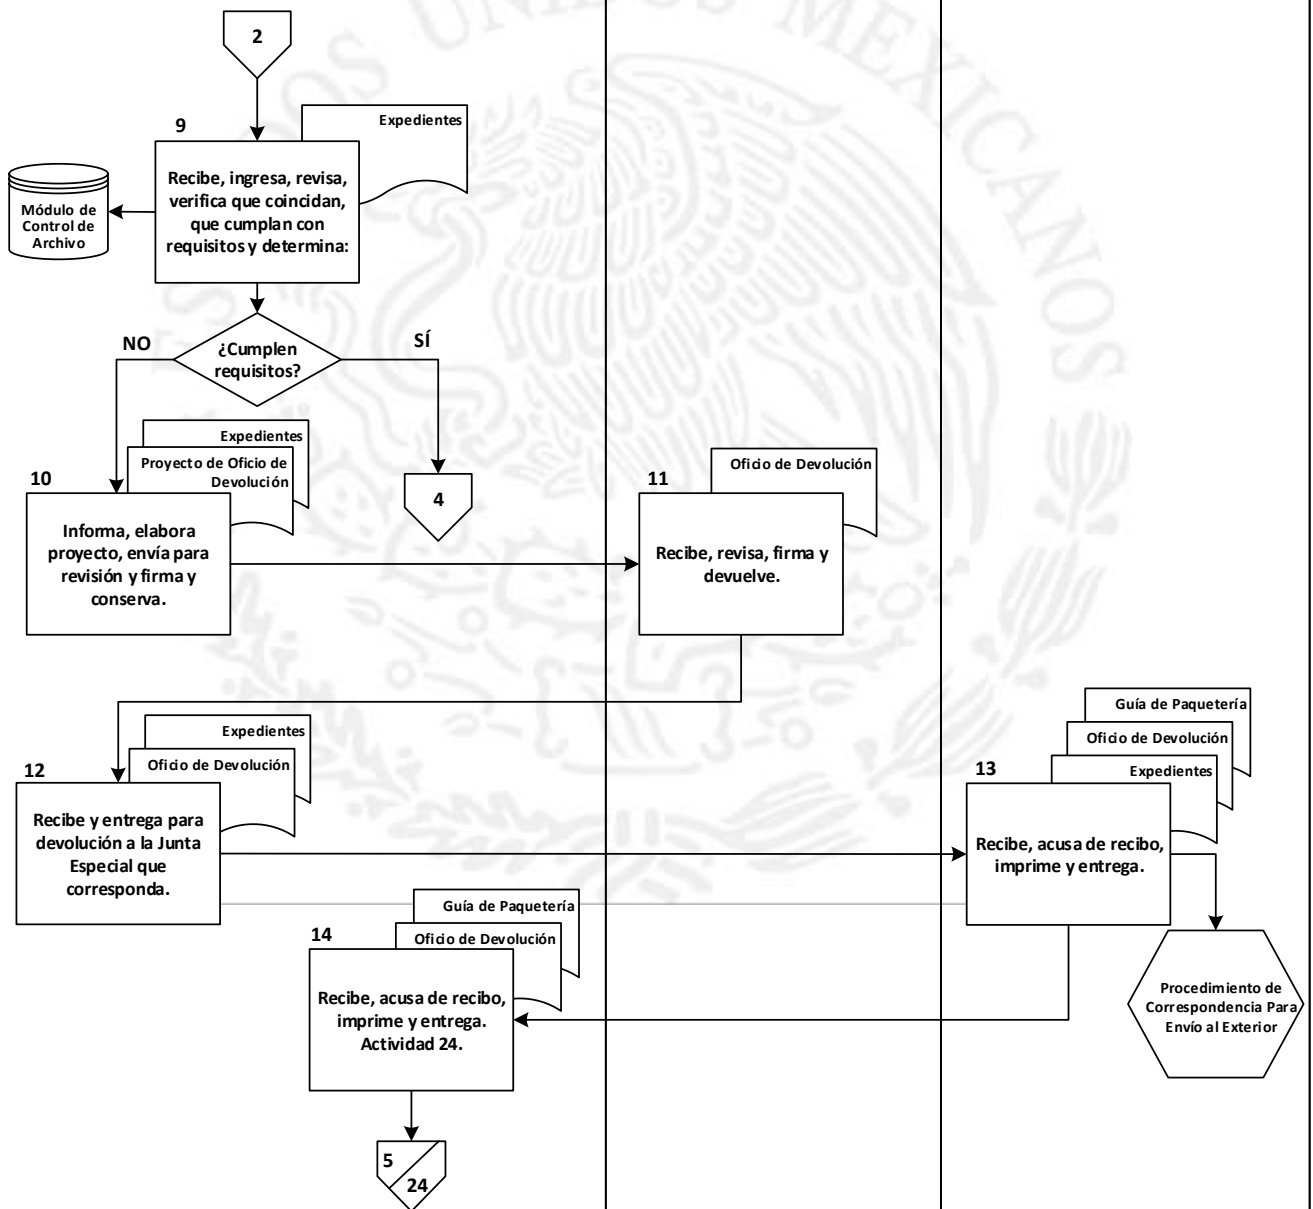 UNIDOS MEXICANOS
2
9
Expedientes
Recibe, ingresa, revisa,
verifica que coincidan,
que cumplan con
requisitos y determina:
Módulo de
Control de
Archivo
NO
¿Cumplen
requisitos?
SÍ
4
10
Expedientes
Proyecto de Oficio de
Devolución
Informa, elabora
proyecto, envía para
revisión y firma y
conserva.
11
Oficio de Devolución
Recibe, revisa, firma y
devuelve.
12
Expedientes
Oficio de Devolución
Recibe y entrega para
devolución a la Junta
Especial que
corresponda.
13
Guía de Paquetería
Oficio de Devolución
Expedientes
Recibe, acusa de recibo,
imprime y entrega.
14
Guía de Paquetería
Oficio de Devolución
Recibe, acusa de recibo,
imprime y entrega.
Actividad 24.
Procedimiento de
Correspondencia Para
Envío al Exterior
5
24